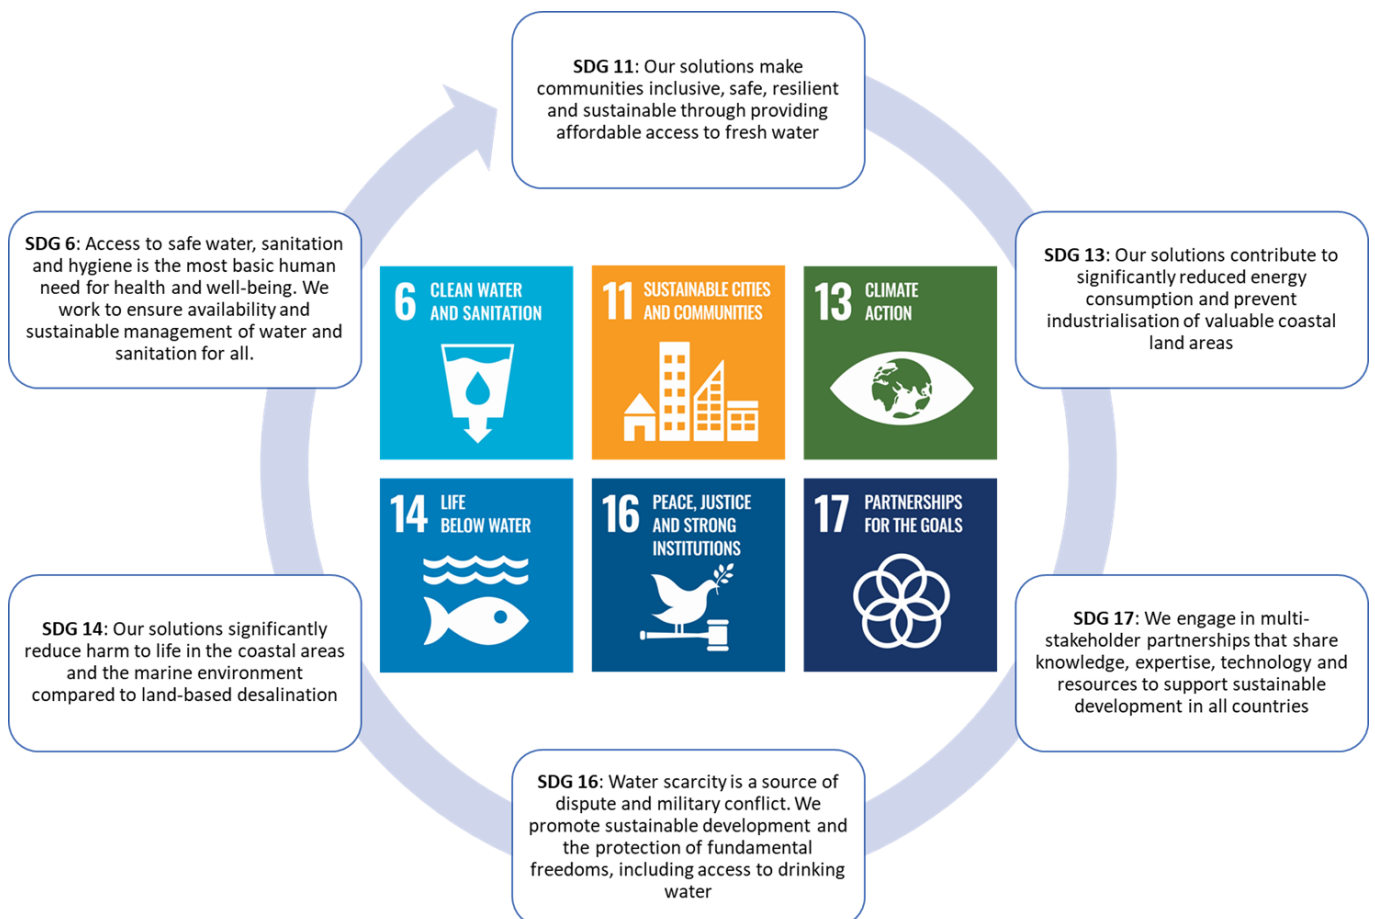 SDG 11: Our solutions make
communities inclusive, safe, resilient
and sustainable through providing
affordable access to fresh water
SDG 6: Access to safe water, sanitation
and hygiene is the most basic human
need for health and well-being. We
work to ensure availability and
sustainable management of water and
sanitation for all.
SDG 13: Our solutions contribute to
significantly reduced energy
consumption and prevent
industrialisation of valuable coastal
land areas
6 CLEAN WATER
AND SANITATION
11 SUSTAINABLE CITIES
AND COMMUNITIES
13 CLIMATE
ACTION
14 LIFE
BELOW WATER
16 PEACE, JUSTICE
AND STRONG
INSTITUTIONS
17 PARTNERSHIPS
FOR THE GOALS
SDG 14: Our solutions significantly
reduce harm to life in the coastal areas
and the marine environment
compared to land-based desalination
SDG 17: We engage in multi-
stakeholder partnerships that share
knowledge, expertise, technology and
resources to support sustainable
development in all countries
SDG 16: Water scarcity is a source of
dispute and military conflict. We
promote sustainable development and
the protection of fundamental
freedoms, including access to drinking
water